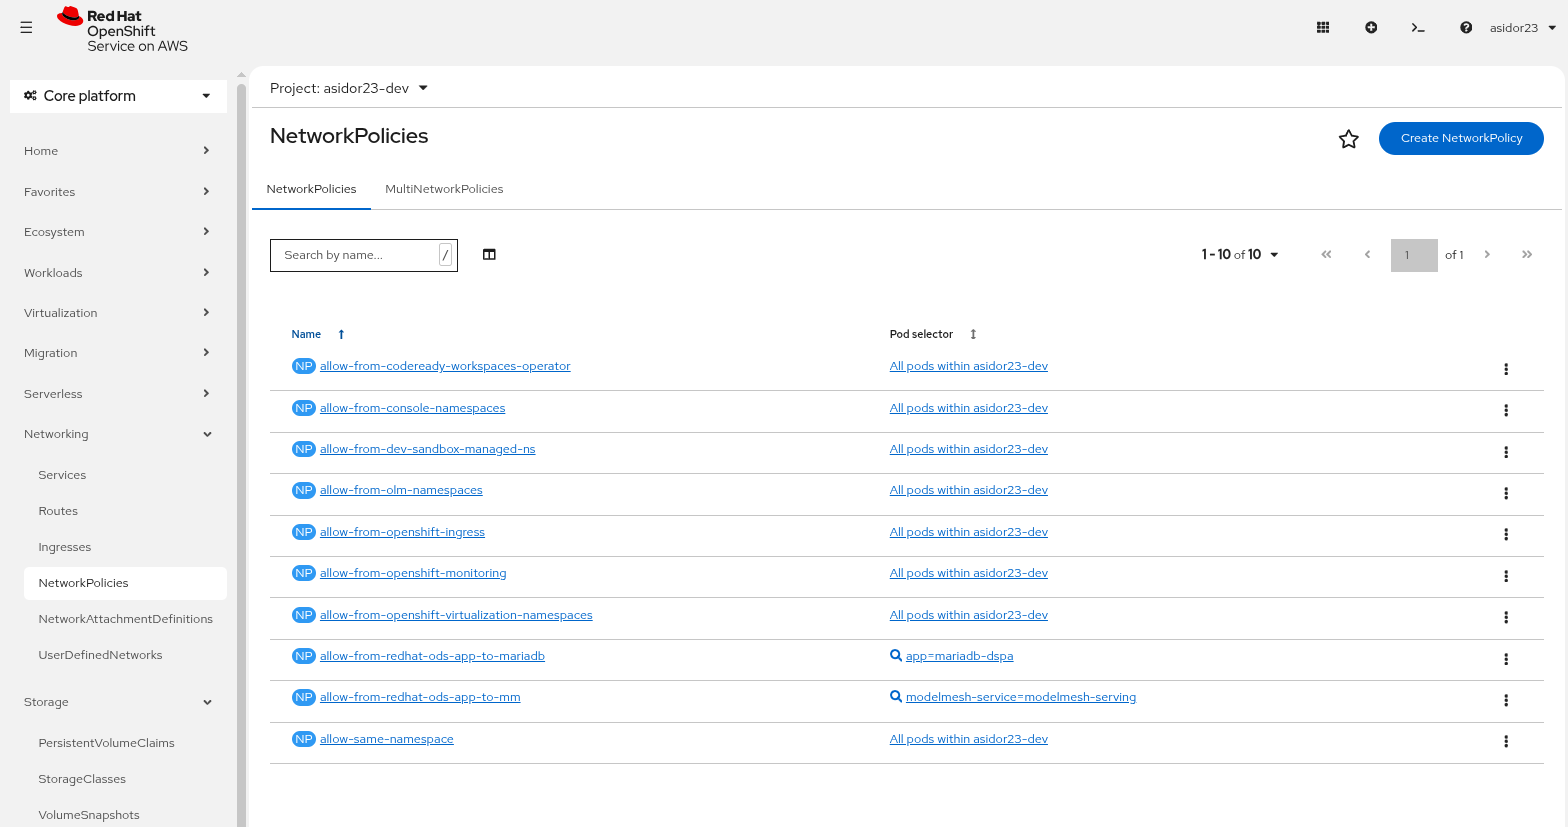 Red Hat
OpenShift
Service on AWS
asidor23
Core platform
Home
Favorites
Ecosystem
Workloads
Virtualization
Migration
Serverless
Networking
Services
Routes
Ingresses
NetworkPolicies
NetworkAttachmentDefinitions
UserDefinedNetworks
Storage
PersistentVolumeClaims
StorageClasses
VolumeSnapshots
Project: asidor23-dev
NetworkPolicies
Create NetworkPolicy
NetworkPolicies MultiNetworkPolicies
Search by name... /
1 - 10 of 10 1 of 1
Name Pod selector
NP allow-from-codeready-workspaces-operator All pods within asidor23-dev
NP allow-from-console-namespaces All pods within asidor23-dev
NP allow-from-dev-sandbox-managed-ns All pods within asidor23-dev
NP allow-from-olm-namespaces All pods within asidor23-dev
NP allow-from-openshift-ingress All pods within asidor23-dev
NP allow-from-openshift-monitoring All pods within asidor23-dev
NP allow-from-openshift-virtualization-namespaces All pods within asidor23-dev
NP allow-from-redhat-ods-app-to-mariadb app=mariadb-dspa
NP allow-from-redhat-ods-app-to-mm modelmesh-service=modelmesh-serving
NP allow-same-namespace All pods within asidor23-dev